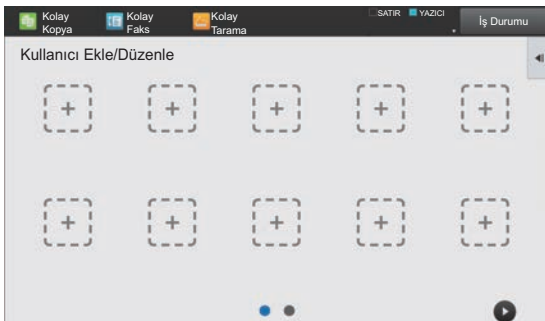 Kolay Kopya
Kolay Faks
Kolay Tarama
SATIR
YAZICI
İş Durumu
Kullanıcı Ekle/Düzenle